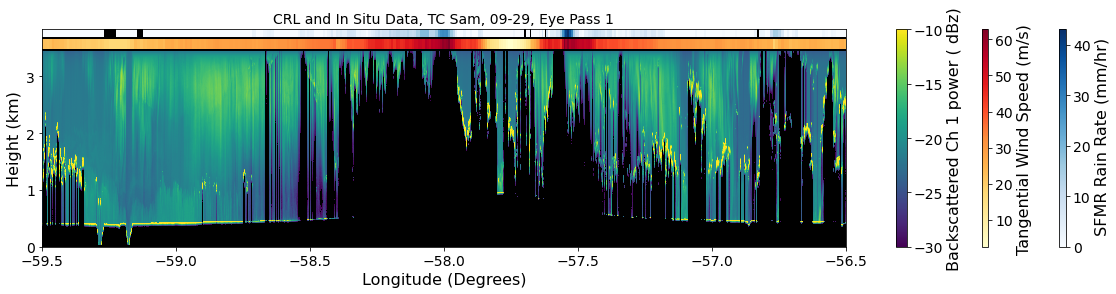 CRL and In Situ Data, TC Sam, 09-29, Eye Pass 1
Height (km)
3
2
1
0
−59.5 −59.0 −58.5 −58.0 −57.5 −57.0 −56.5
Longitude (Degrees)
−10
−15
−20
−25
−30
Backscattered Ch 1 power ( dBz)
60
50
40
30
20
10
Tangential Wind Speed (m/s)
40
30
20
10
0
SFMR Rain Rate (mm/hr)